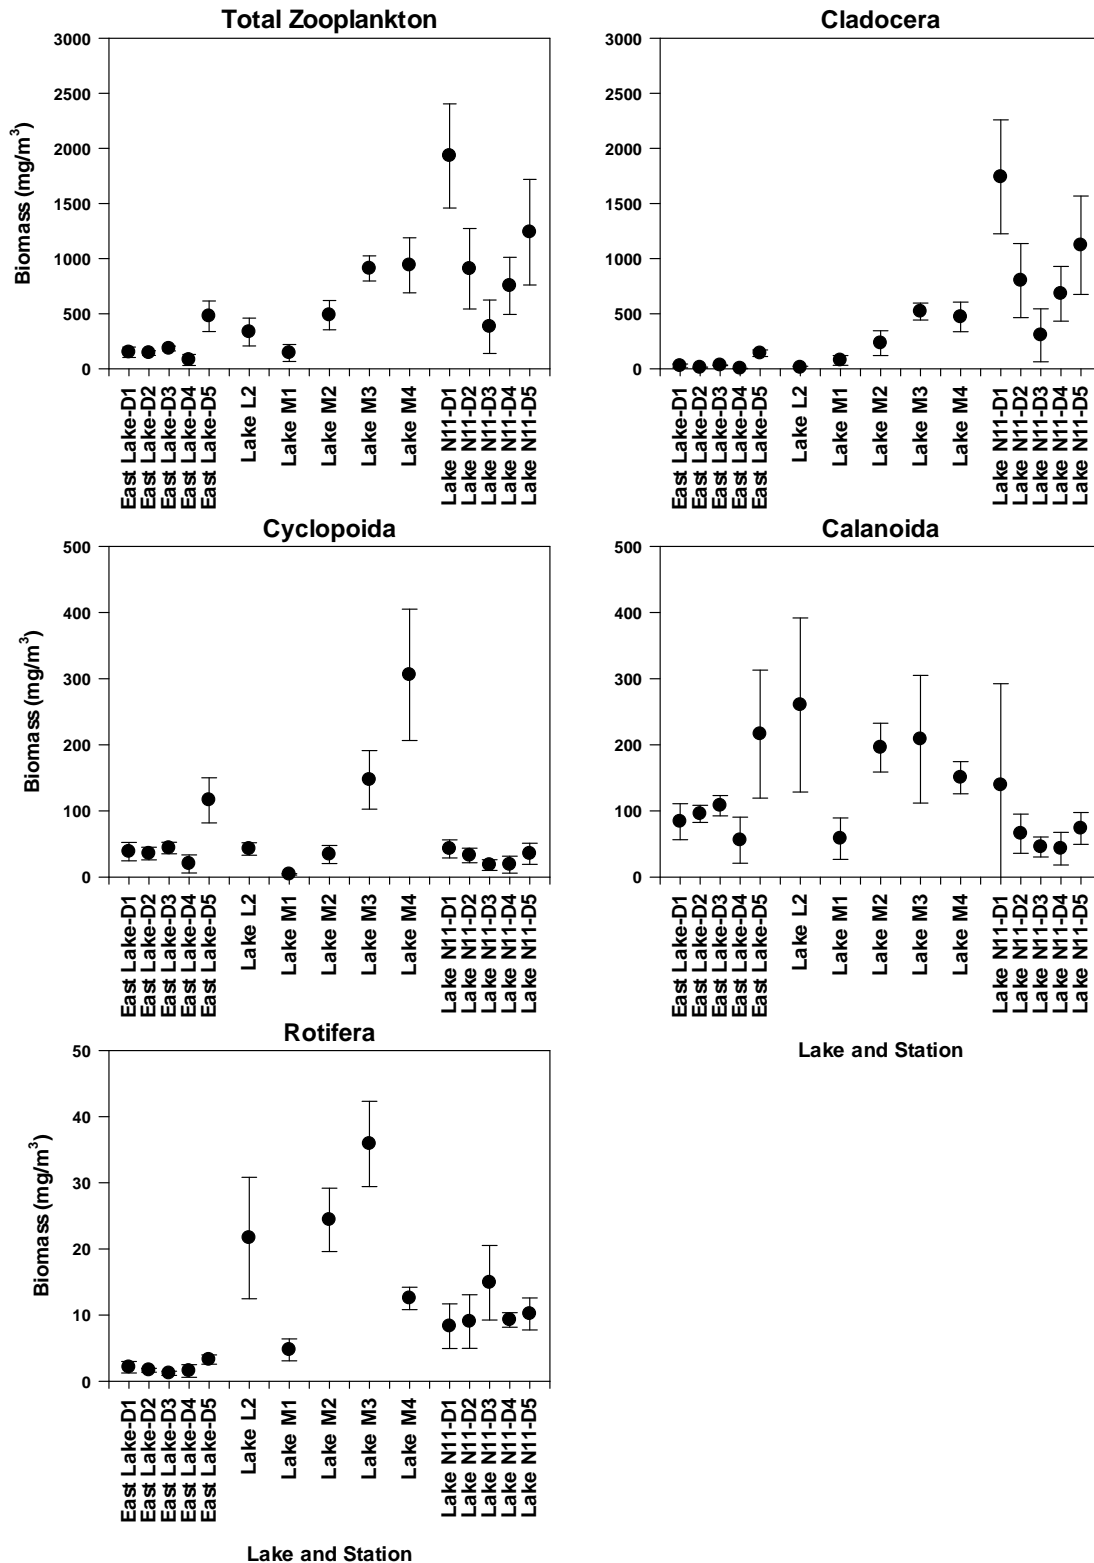 Total Zooplankton
Biomass (mg/m³)
3000
2500
2000
1500
1000
500
0
East Lake-D1
East Lake-D2
East Lake-D3
East Lake-D4
East Lake-D5
Lake L2
Lake M1
Lake M2
Lake M3
Lake M4
Lake N11-D1
Lake N11-D2
Lake N11-D3
Lake N11-D4
Lake N11-D5
Cladocera
3000
2500
2000
1500
1000
500
0
East Lake-D1
East Lake-D2
East Lake-D3
East Lake-D4
East Lake-D5
Lake L2
Lake M1
Lake M2
Lake M3
Lake M4
Lake N11-D1
Lake N11-D2
Lake N11-D3
Lake N11-D4
Lake N11-D5
Cyclopoida
Biomass (mg/m³)
500
400
300
200
100
0
East Lake-D1
East Lake-D2
East Lake-D3
East Lake-D4
East Lake-D5
Lake L2
Lake M1
Lake M2
Lake M3
Lake M4
Lake N11-D1
Lake N11-D2
Lake N11-D3
Lake N11-D4
Lake N11-D5
Calanoida
500
400
300
200
100
0
East Lake-D1
East Lake-D2
East Lake-D3
East Lake-D4
East Lake-D5
Lake L2
Lake M1
Lake M2
Lake M3
Lake M4
Lake N11-D1
Lake N11-D2
Lake N11-D3
Lake N11-D4
Lake N11-D5
Lake and Station
Rotifera
Biomass (mg/m³)
50
40
30
20
10
0
East Lake-D1
East Lake-D2
East Lake-D3
East Lake-D4
East Lake-D5
Lake L2
Lake M1
Lake M2
Lake M3
Lake M4
Lake N11-D1
Lake N11-D2
Lake N11-D3
Lake N11-D4
Lake N11-D5
Lake and Station